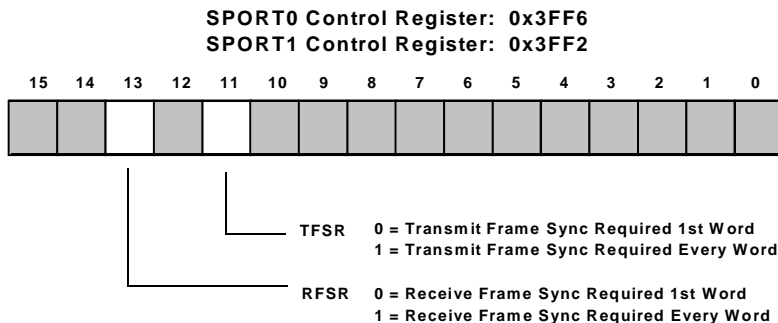 SPORT0 Control Register: 0x3FF6
SPORT1 Control Register: 0x3FF2
15 14 13 12 11 10 9 8 7 6 5 4 3 2 1 0
TFSR 0 = Transmit Frame Sync Required 1st Word
1 = Transmit Frame Sync Required Every Word
RFSR 0 = Receive Frame Sync Required 1st Word
1 = Receive Frame Sync Required Every Word